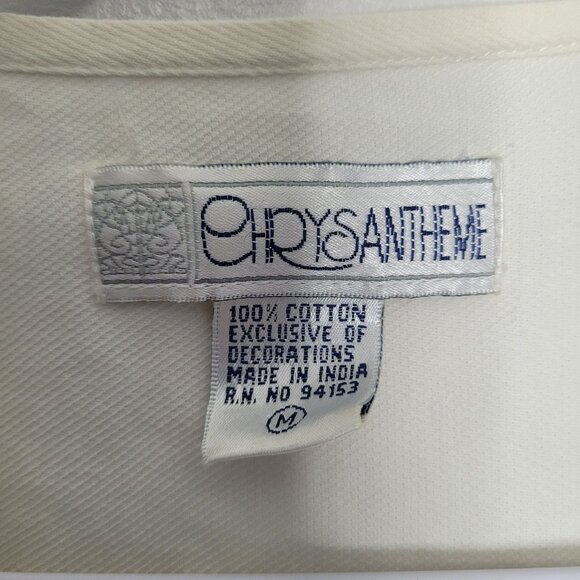 CHRYSANTHEME
100% COTTON
EXCLUSIVE OF
DECORATIONS
MADE IN INDIA
R.N. NO 94153
M